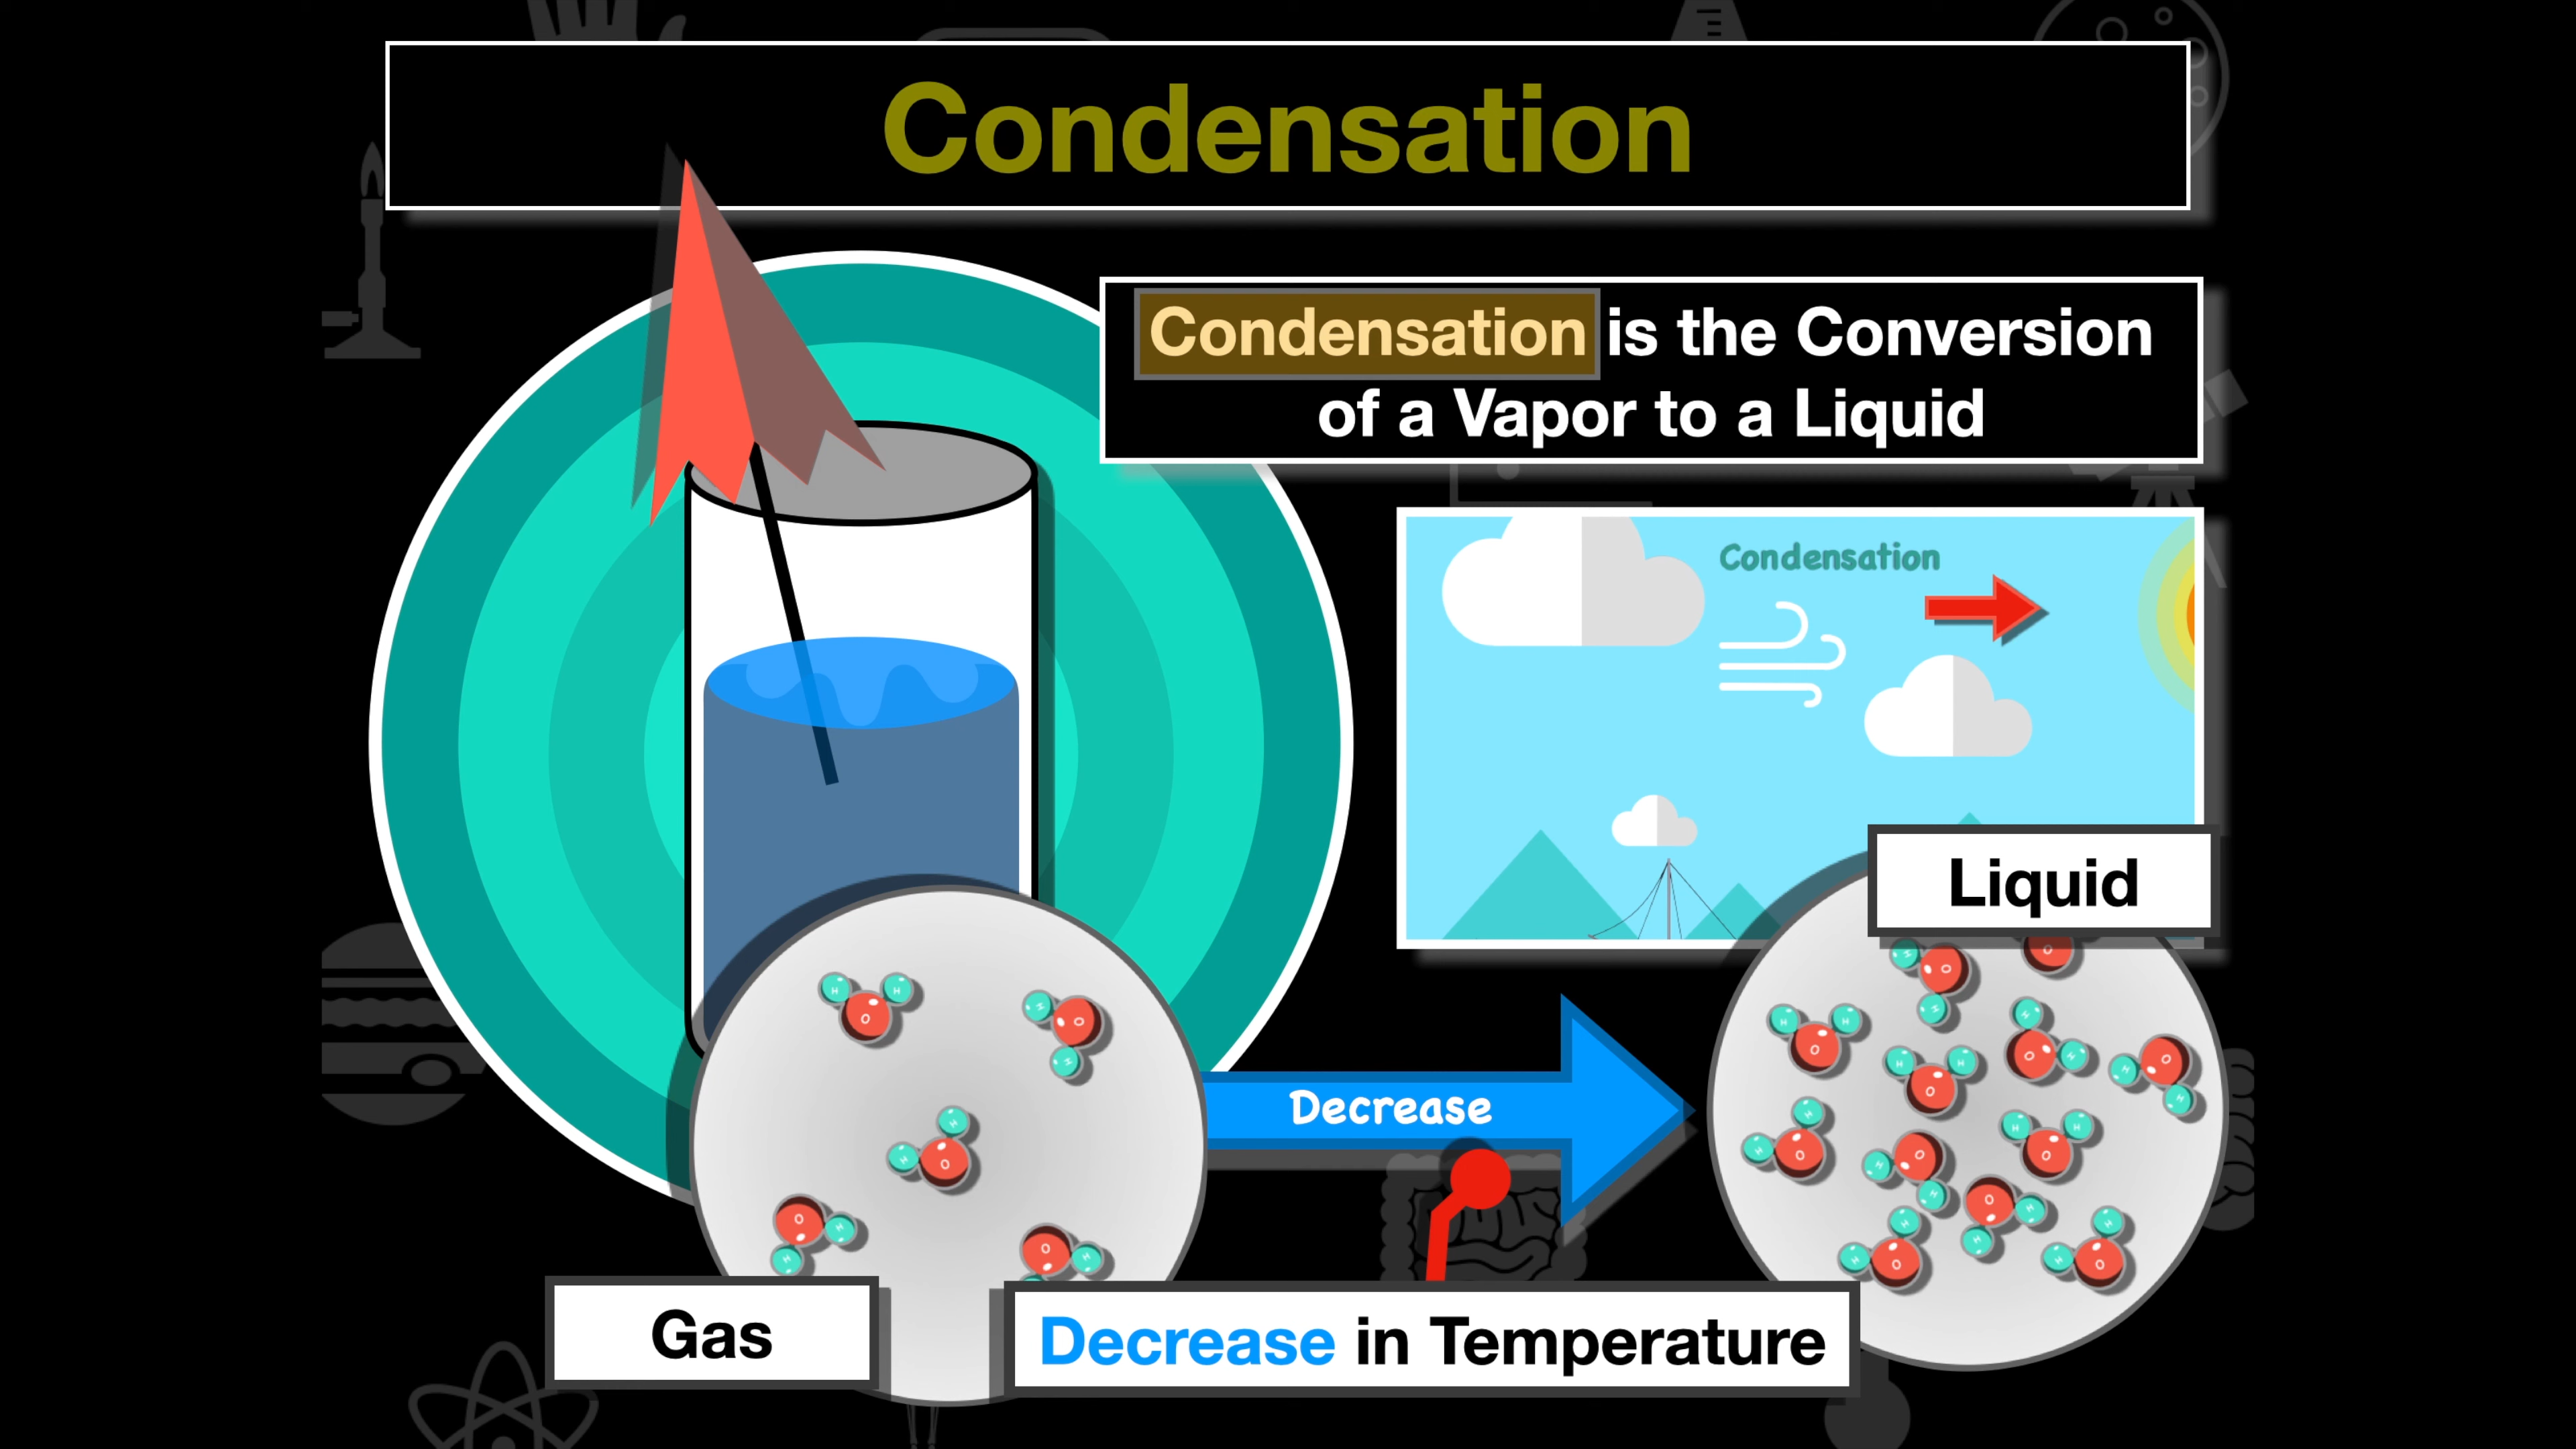 Condensation
Condensation is the Conversion
of a Vapor to a Liquid
Condensation
Liquid
Decrease
Gas
Decrease in Temperature
H
H
O
H
O
H
H
H
O
O
H
H
O
H
H
O
H
O
H
H
O
H
O
H
H
H
O
O
H
H
H
H
O
H
O
H
H
O
H
H
O
H
O
H
H
H
O
H
H
O